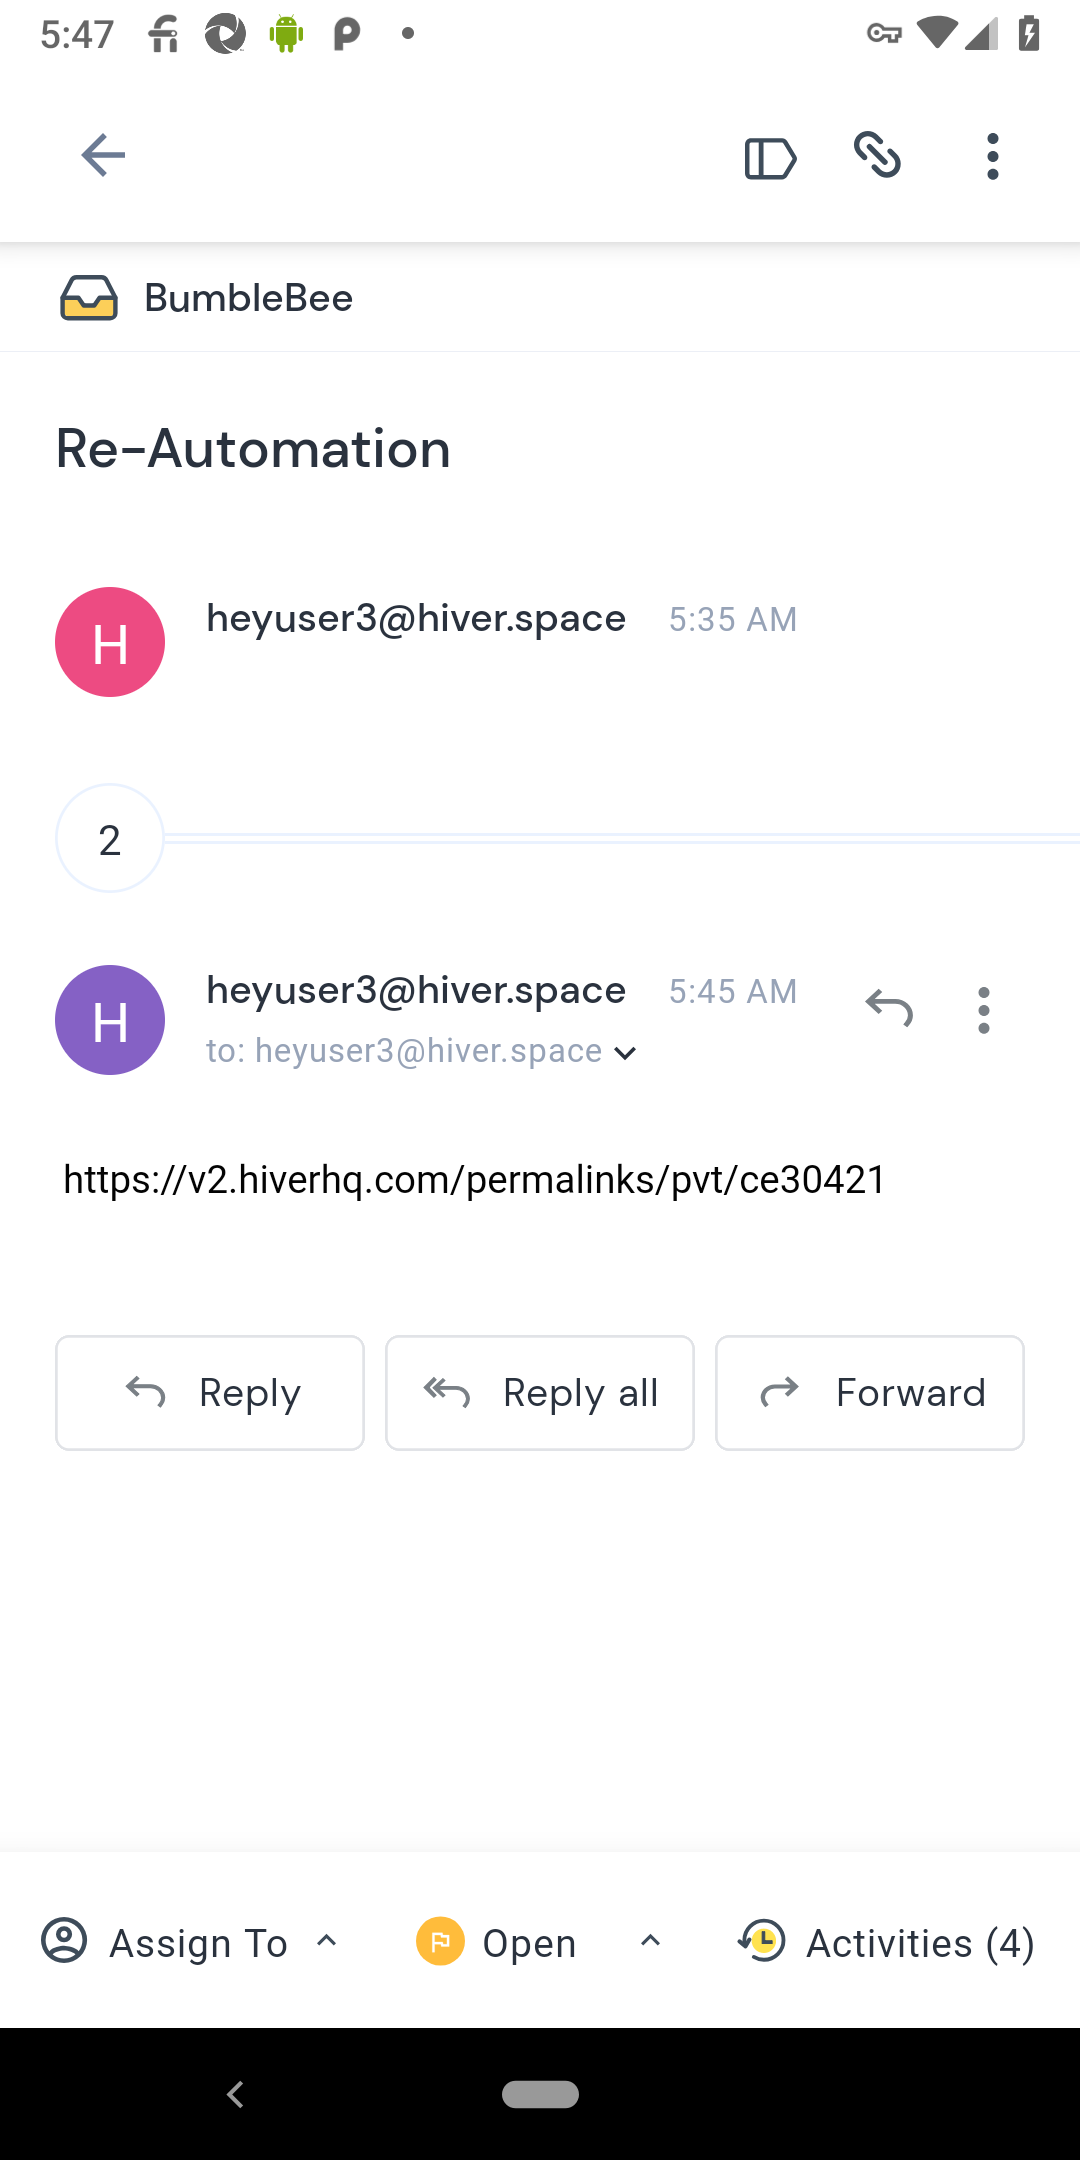 5:47
BumbleBee
Re-Automation
H
heyuser3@hiver.space 5:35 AM
2
H
heyuser3@hiver.space 5:45 AM
to: heyuser3@hiver.space
https://v2.hiverhq.com/permalinks/pvt/ce30421
Reply Reply all Forward
Assign To Open Activities (4)